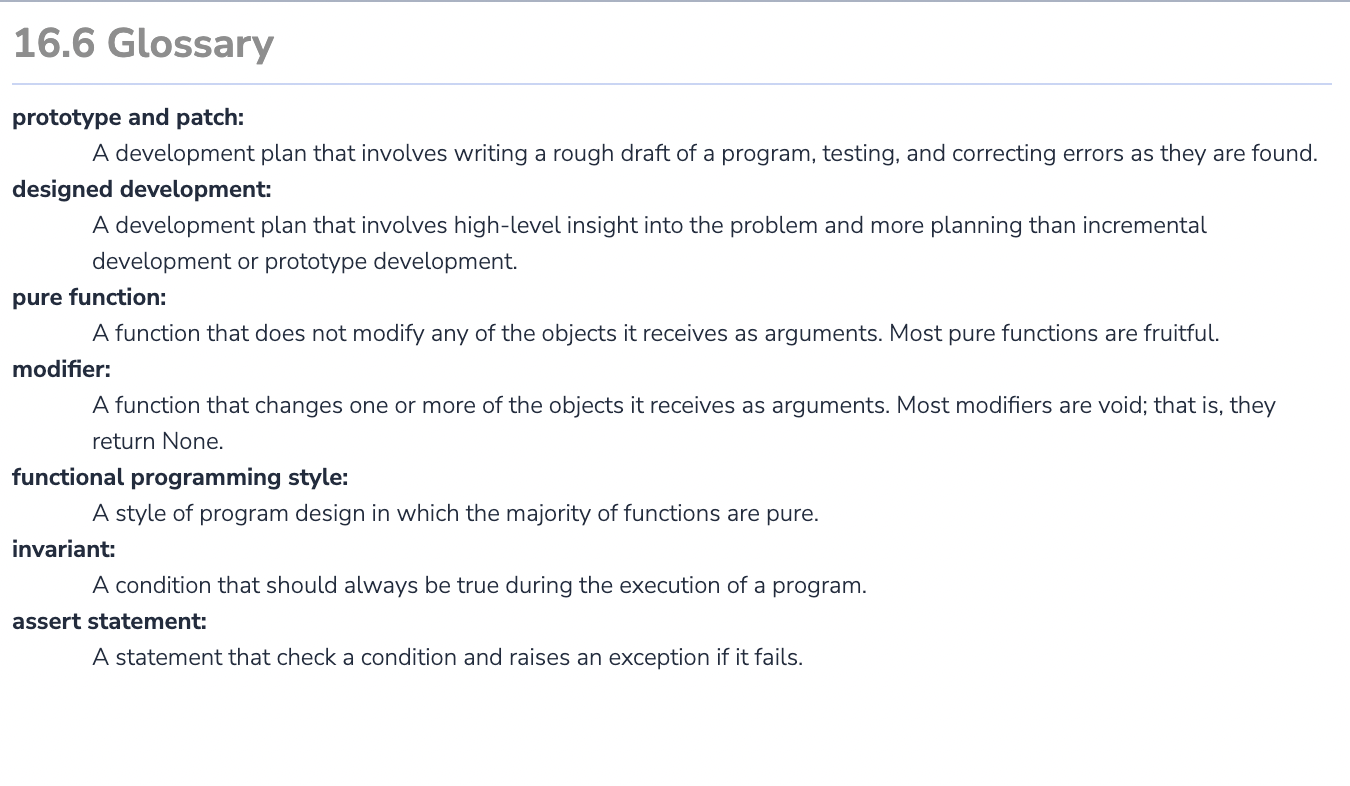 16.6 Glossary
prototype and patch:
A development plan that involves writing a rough draft of a program, testing, and correcting errors as they are found.
designed development:
A development plan that involves high-level insight into the problem and more planning than incremental
development or prototype development.
pure function:
A function that does not modify any of the objects it receives as arguments. Most pure functions are fruitful.
modifier:
A function that changes one or more of the objects it receives as arguments. Most modifiers are void; that is, they
return None.
functional programming style:
A style of program design in which the majority of functions are pure.
invariant:
A condition that should always be true during the execution of a program.
assert statement:
A statement that check a condition and raises an exception if it fails.